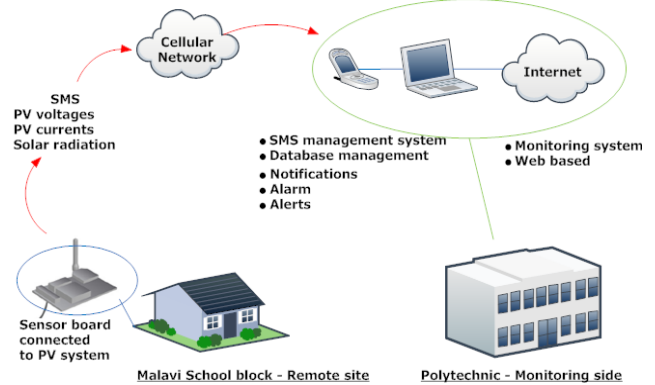 Cellular
Network
Internet
SMS
PV voltages
PV currents
Solar radiation
● SMS management system
● Database management
● Notifications
● Alarm
● Alerts
● Monitoring system
● Web based
Sensor board
connected
to PV system
Malavi School block - Remote site
Polytechnic - Monitoring side